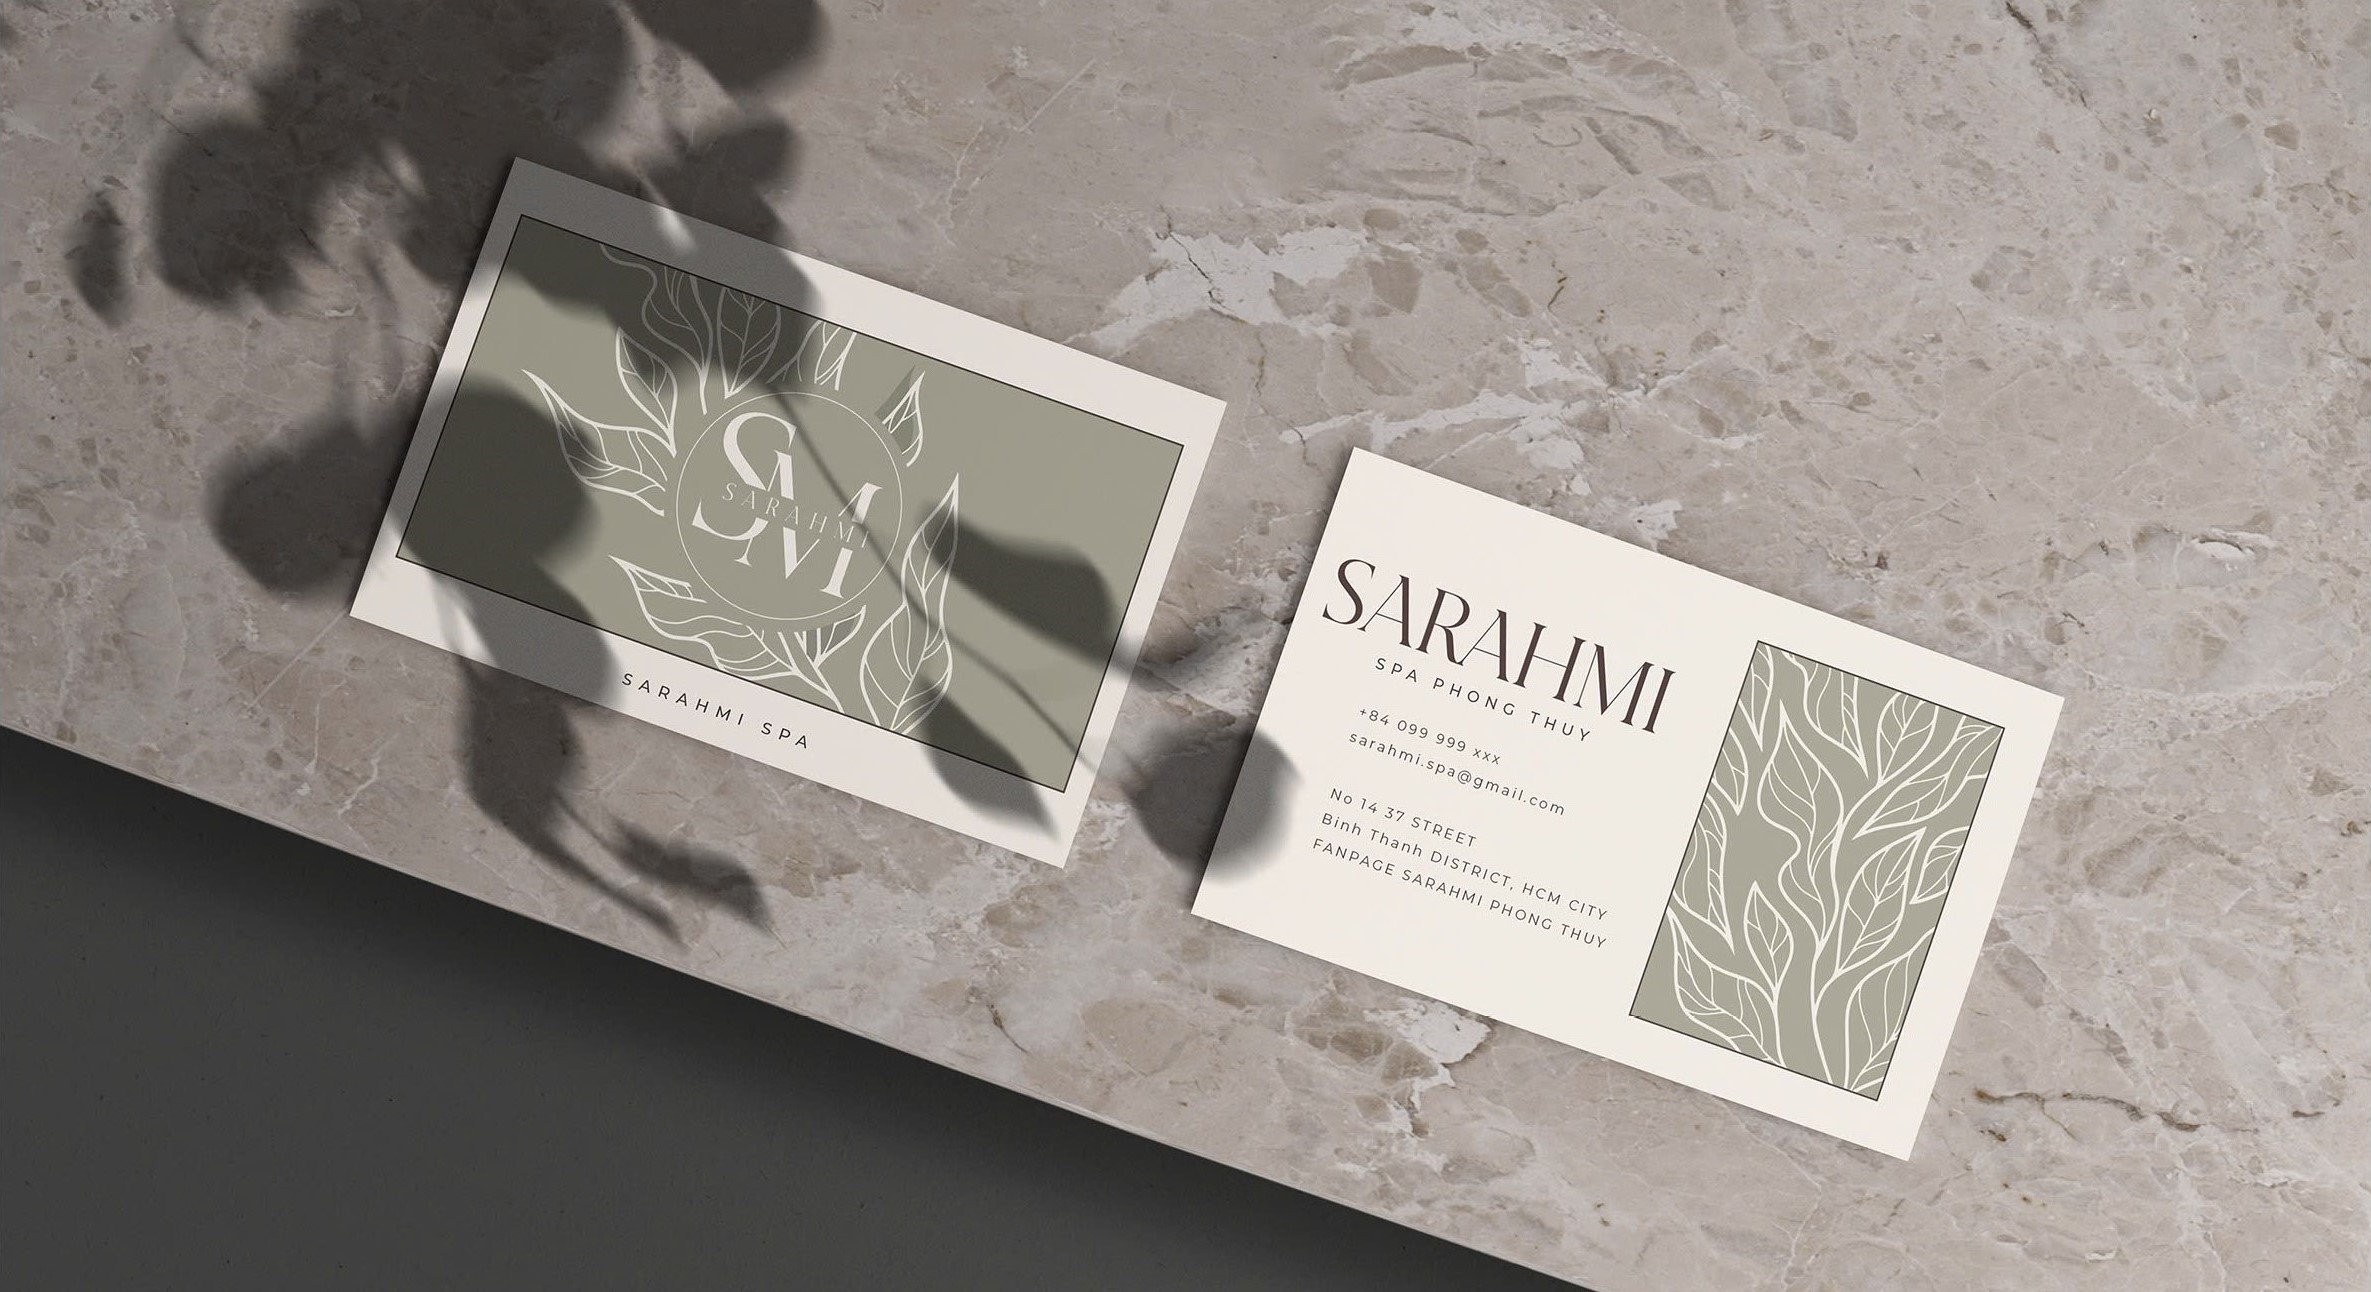 SM
SARAHMI
SARAHMI SPA
SARAHMI
SPA PHONG THUY
+84 099 999 xxx
sarahmi.spa@gmail.com
No 14 37 STREET
Binh Thanh DISTRICT, HCM CITY
FANPAGE SARAHMI PHONG THUY